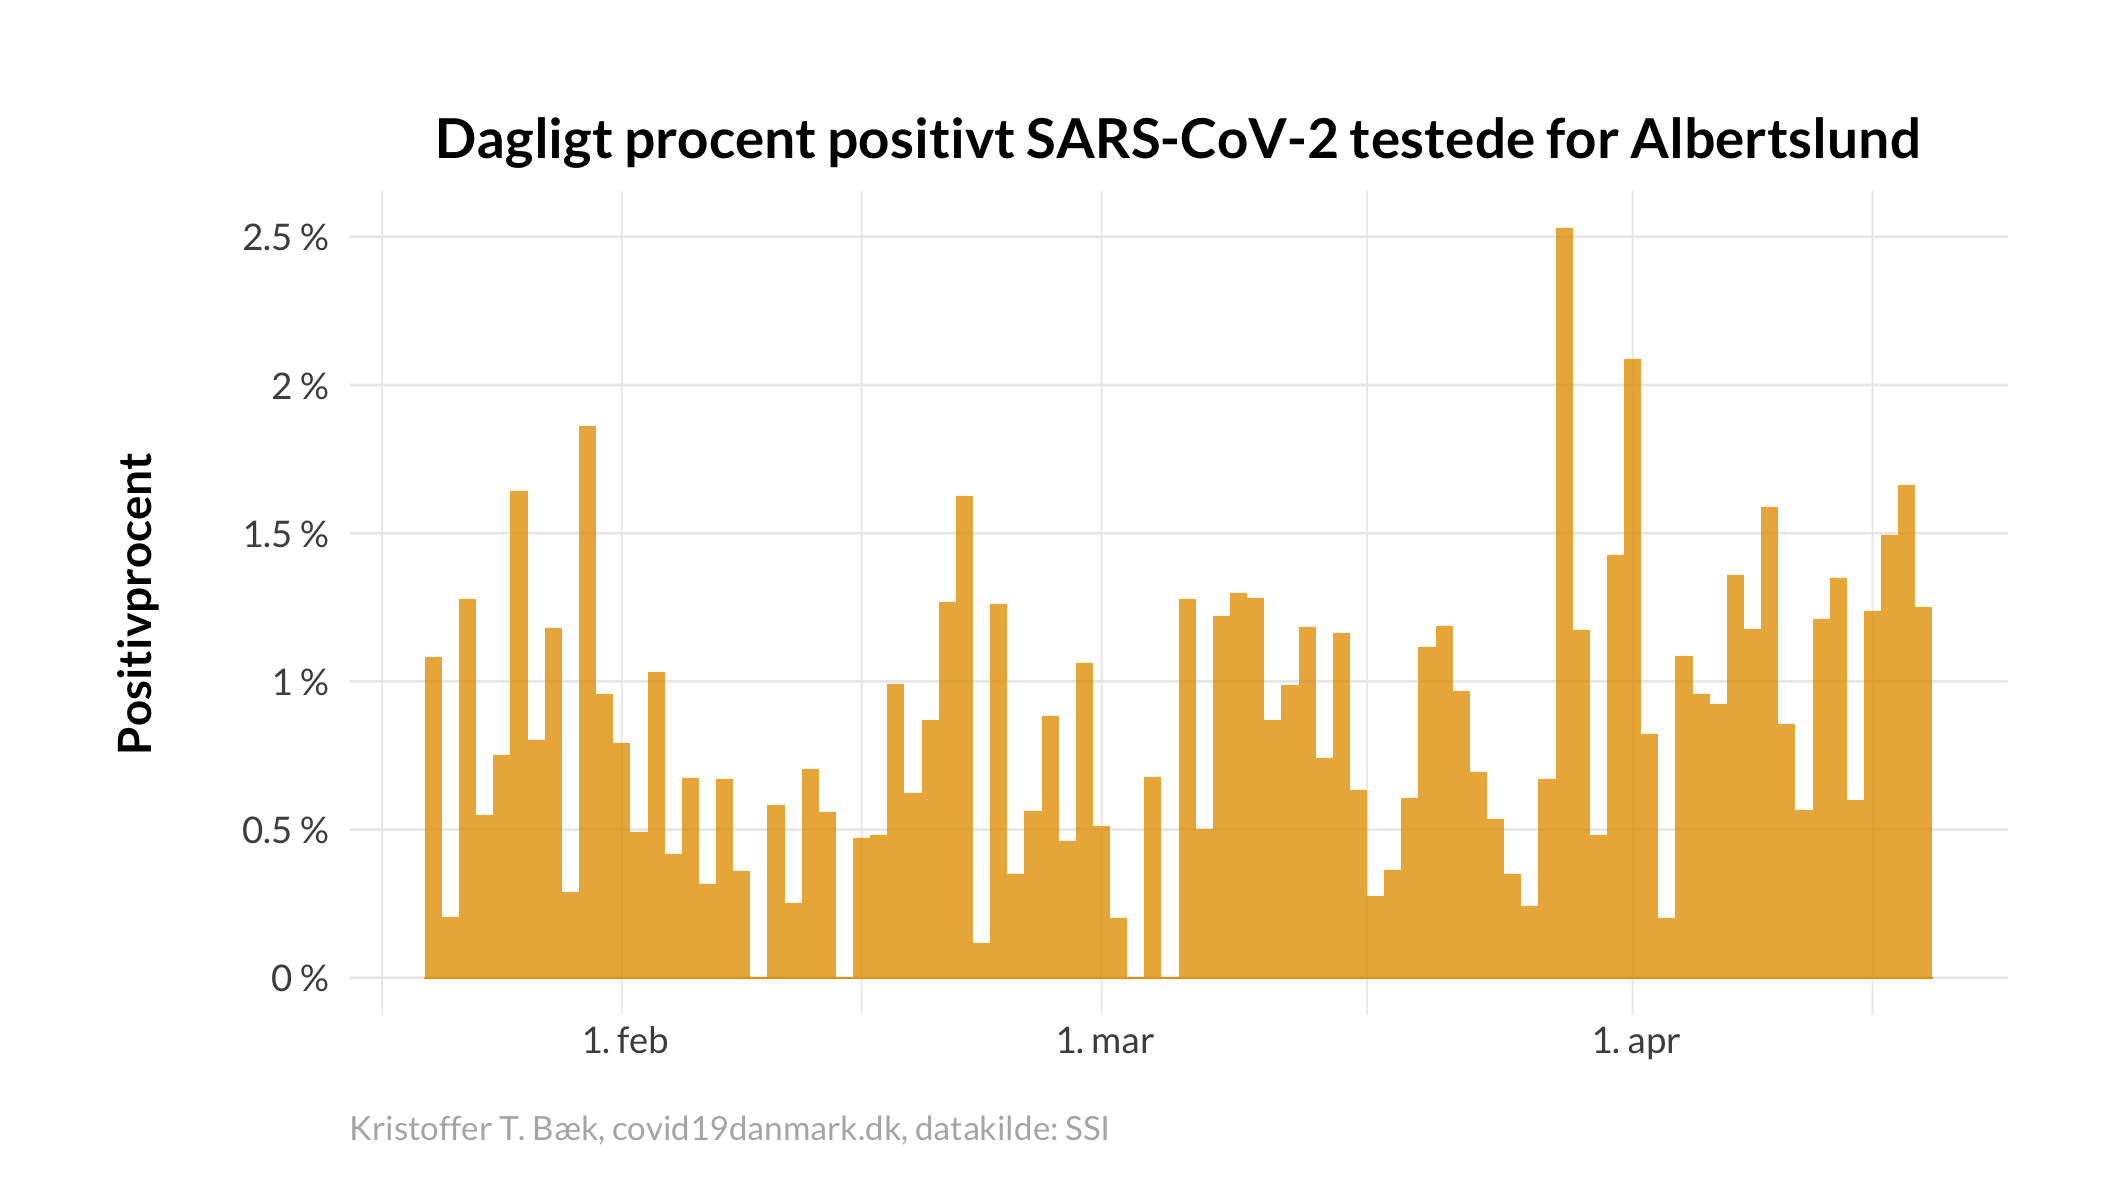 Dagligt procent positivt SARS-CoV-2 testede for Albertslund
Positivprocent
2.5 %
2 %
1.5 %
1 %
0.5 %
0 %
1. feb
1. mar
1. apr
Kristoffer T. Bæk, covid19danmark.dk, datakilde: SSI